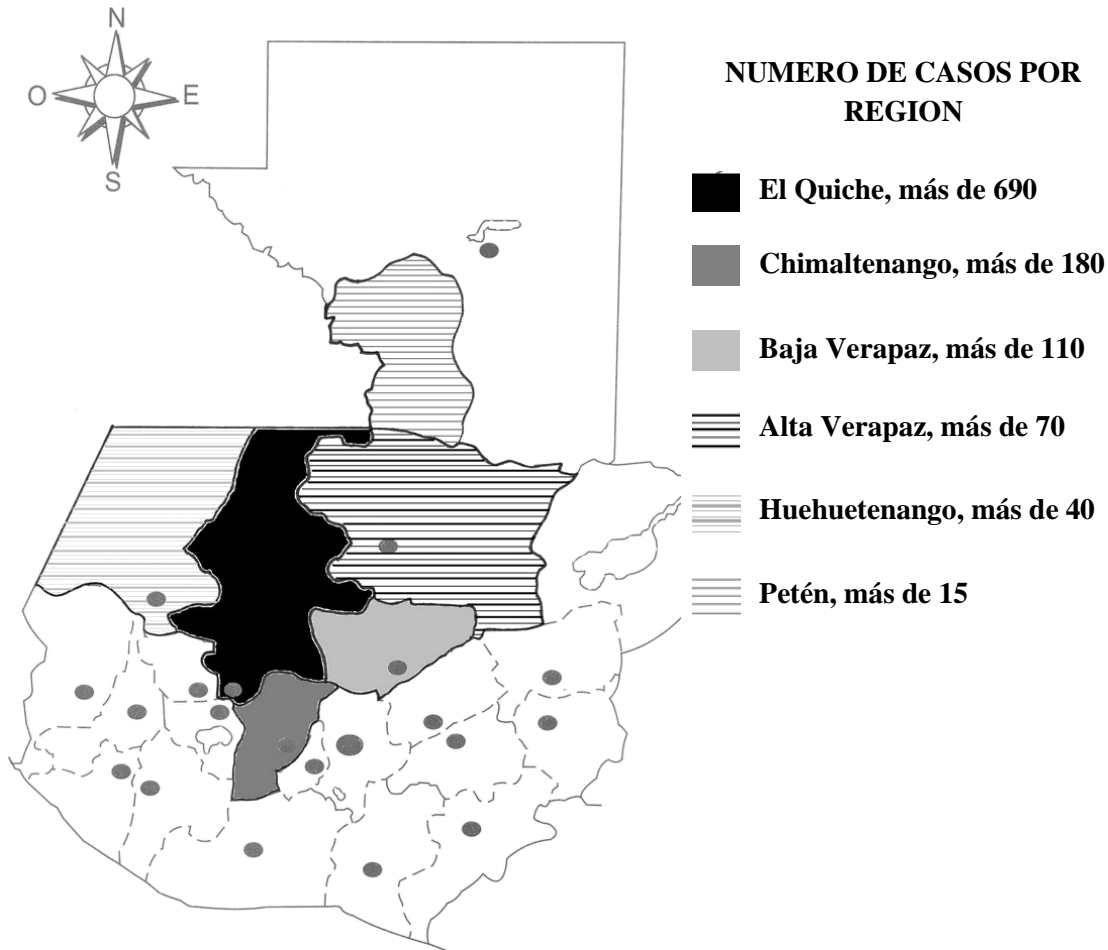 N
O
E
S
NUMERO DE CASOS POR
REGION
El Quiche, más de 690
Chimaltenango, más de 180
Baja Verapaz, más de 110
Alta Verapaz, más de 70
Huehuetenango, más de 40
Petén, más de 15